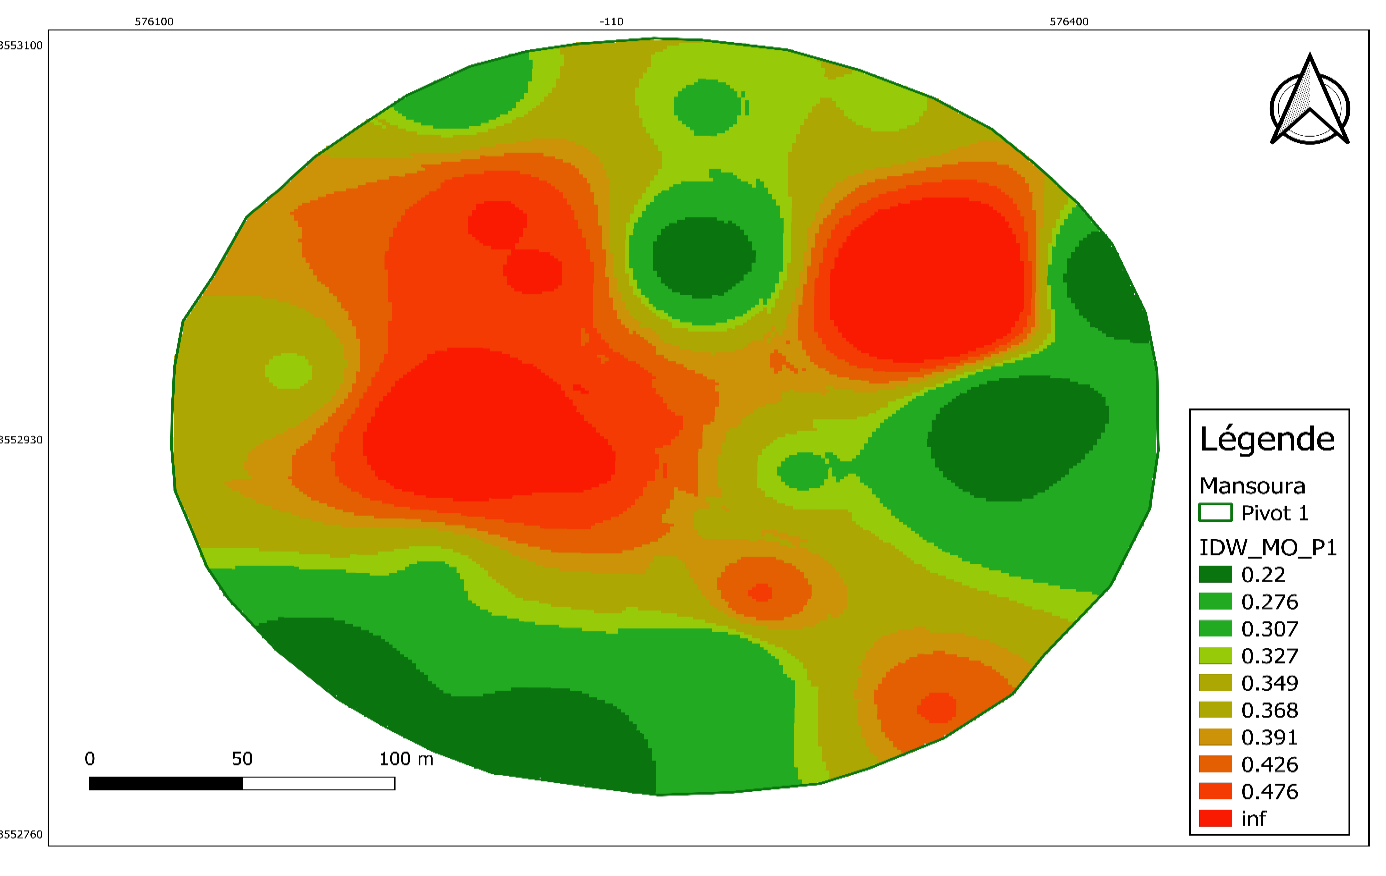 576100 -110 576400
3553100
3552930
3552760
Légende
Mansoura
Pivot 1
IDW_MO_P1
0.22
0.276
0.307
0.327
0.349
0.368
0.391
0.426
0.476
inf
0 50 100 m